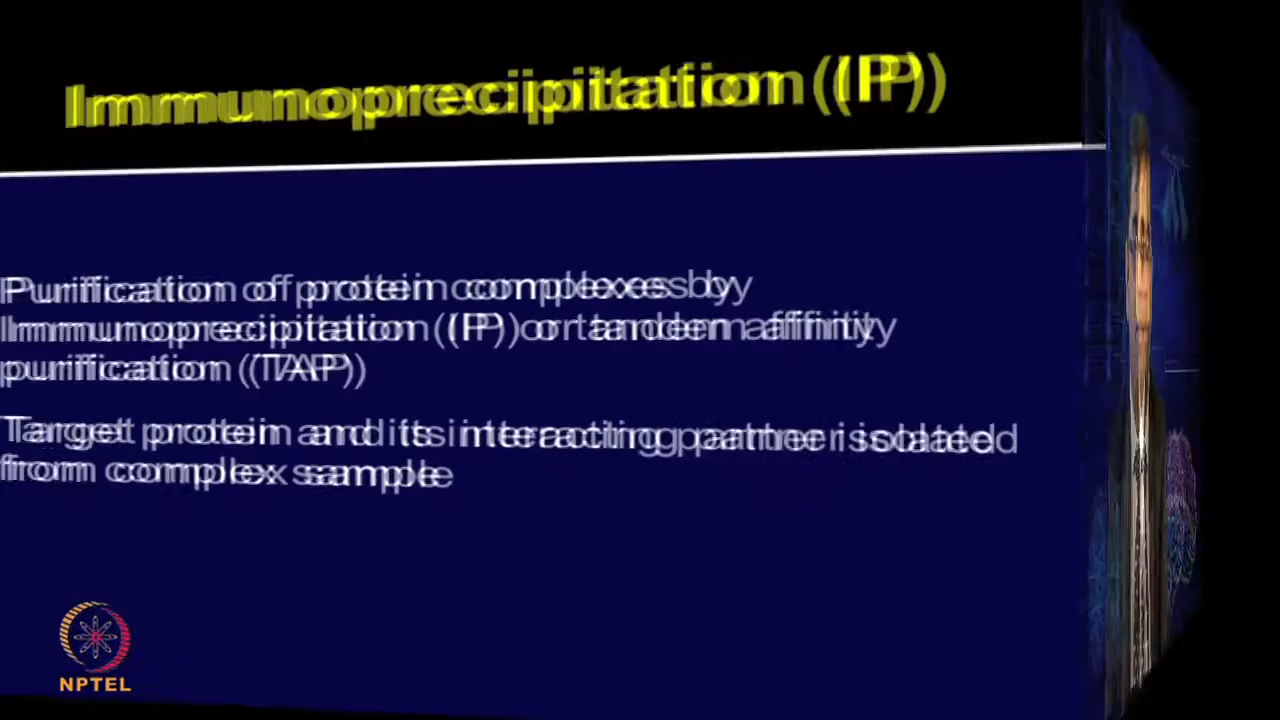 Immunoprecipitation (IP)
Purification of protein complexes by
Immunoprecipitation (IP) or tandem affinity
purification (TAP)
Target protein and its interacting partner isolated
from complex sample
NPTEL